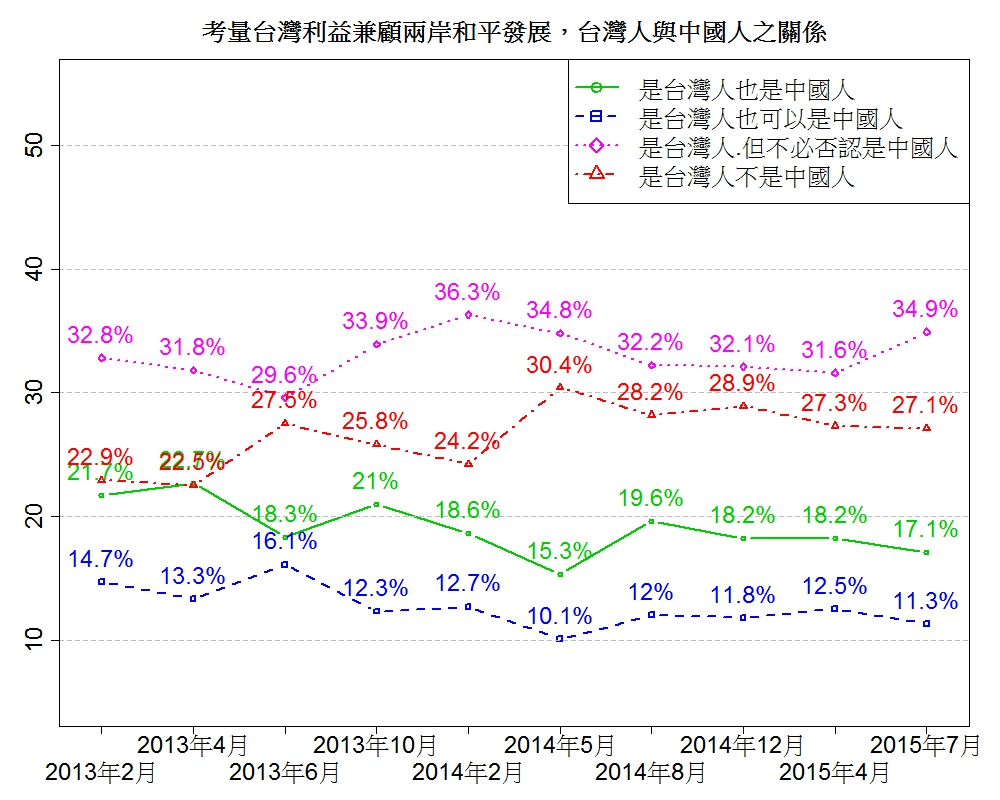 考量台灣利益兼顧兩岸和平發展，台灣人與中國人之關係
是台灣人也是中國人
是台灣人也可以是中國人
是台灣人.但不必否認是中國人
是台灣人不是中國人
50
40
30
20
10
32.8% 31.8% 29.6% 33.9% 36.3% 34.8% 32.2% 32.1% 31.6% 34.9%
22.9% 22.5% 27.5% 25.8% 24.2% 30.4% 28.2% 28.9% 27.3% 27.1%
21.7% 18.3% 21% 18.6% 15.3% 19.6% 18.2% 18.2% 17.1%
14.7% 13.3% 16.1% 12.3% 12.7% 10.1% 12% 11.8% 12.5% 11.3%
2013年4月 2013年10月 2014年5月 2014年12月 2015年7月
2013年2月 2013年6月 2014年2月 2014年8月 2015年4月